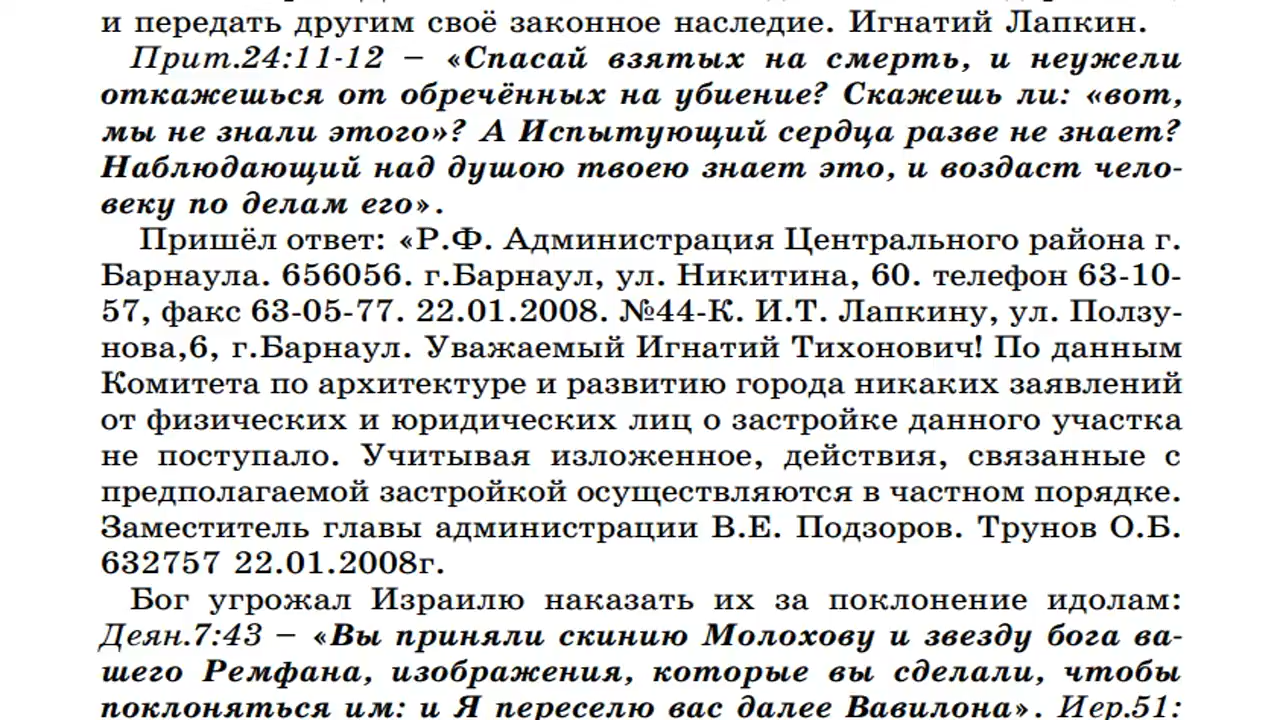 и передать другим своё законное наследие. Игнатий Лапкин.
Прит.24:11-12 – «Спасай взятых на смерть, и неужели
откажешься от обречённых на убиение? Скажешь ли: «вот,
мы не знали этого»? А Испытующий сердца разве не знает?
Наблюдающий над душою твоею знает это, и воздаст чело-
веку по делам его».
Пришёл ответ: «Р.Ф. Администрация Центрального района г.
Барнаула. 656056. г.Барнаул, ул. Никитина, 60. телефон 63-10-
57, факс 63-05-77. 22.01.2008. №44-К. И.Т. Лапкину, ул. Ползу-
нова,6, г.Барнаул. Уважаемый Игнатий Тихонович! По данным
Комитета по архитектуре и развитию города никаких заявлений
от физических и юридических лиц о застройке данного участка
не поступало. Учитывая изложенное, действия, связанные с
предполагаемой застройкой осуществляются в частном порядке.
Заместитель главы администрации В.Е. Подзоров. Трунов О.Б.
632757 22.01.2008г.
Бог угрожал Израилю наказать их за поклонение идолам:
Деян.7:43 – «Вы приняли скинию Молохову и звезду бога ва-
шего Ремфана, изображения, которые вы сделали, чтобы
поклоняться им: и Я переселю вас далее Вавилона». Иер.51: